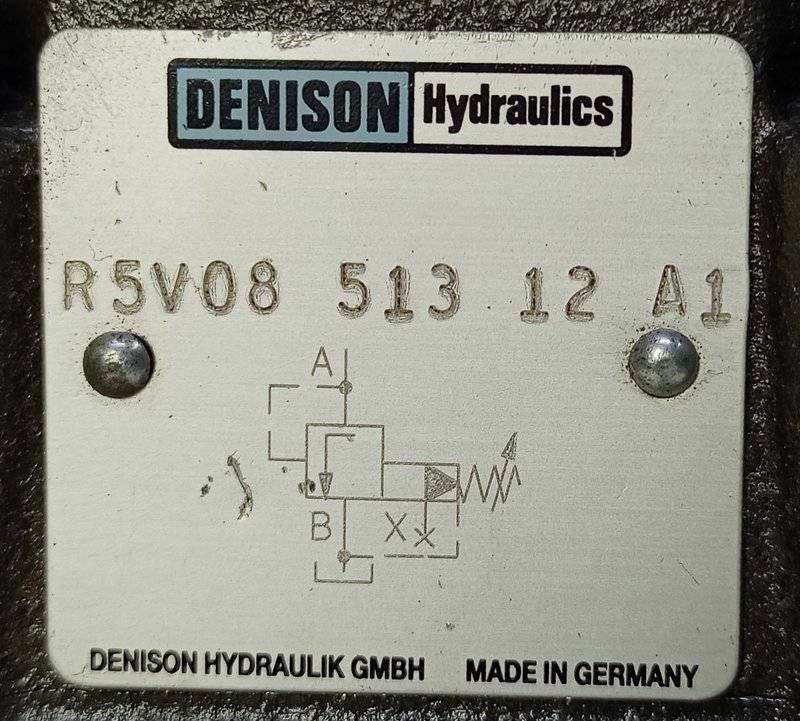 DENISON Hydraulics
R5V08 513 12 A1
A
B X
DENISON HYDRAULIK GMBH MADE IN GERMANY